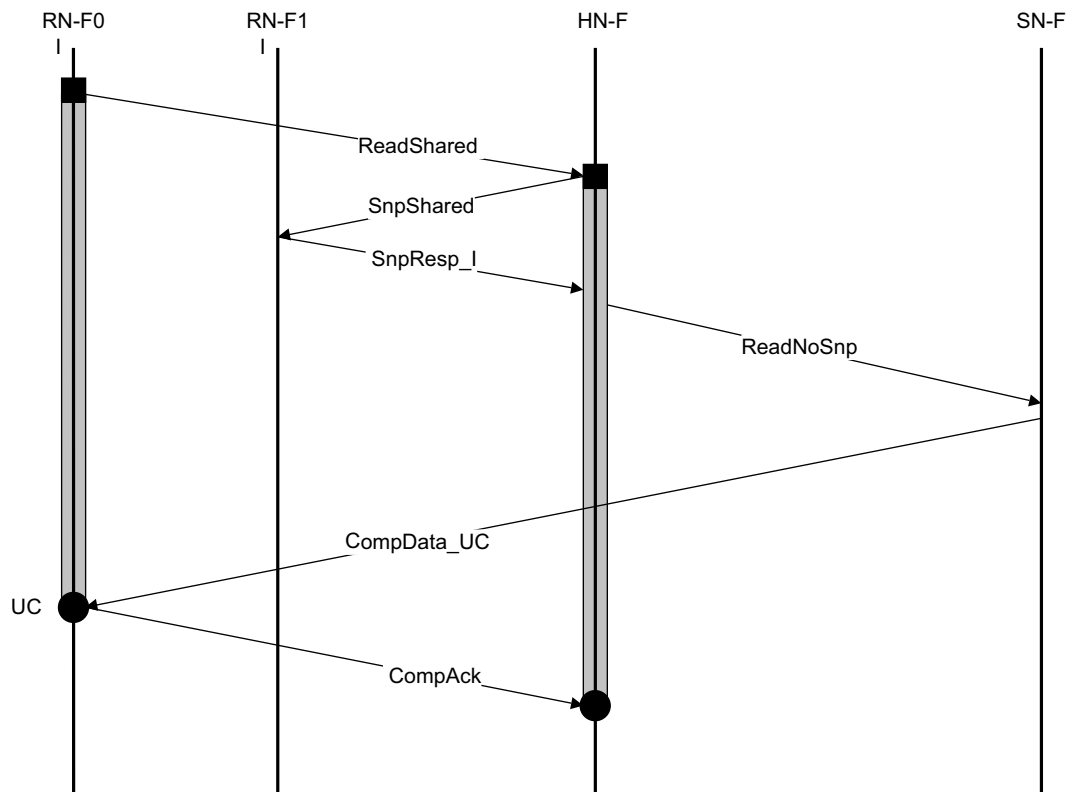 RN-F0 RN-F1 HN-F SN-F
I I
ReadShared
SnpShared
SnpResp_I
ReadNoSnp
CompData_UC
UC
CompAck